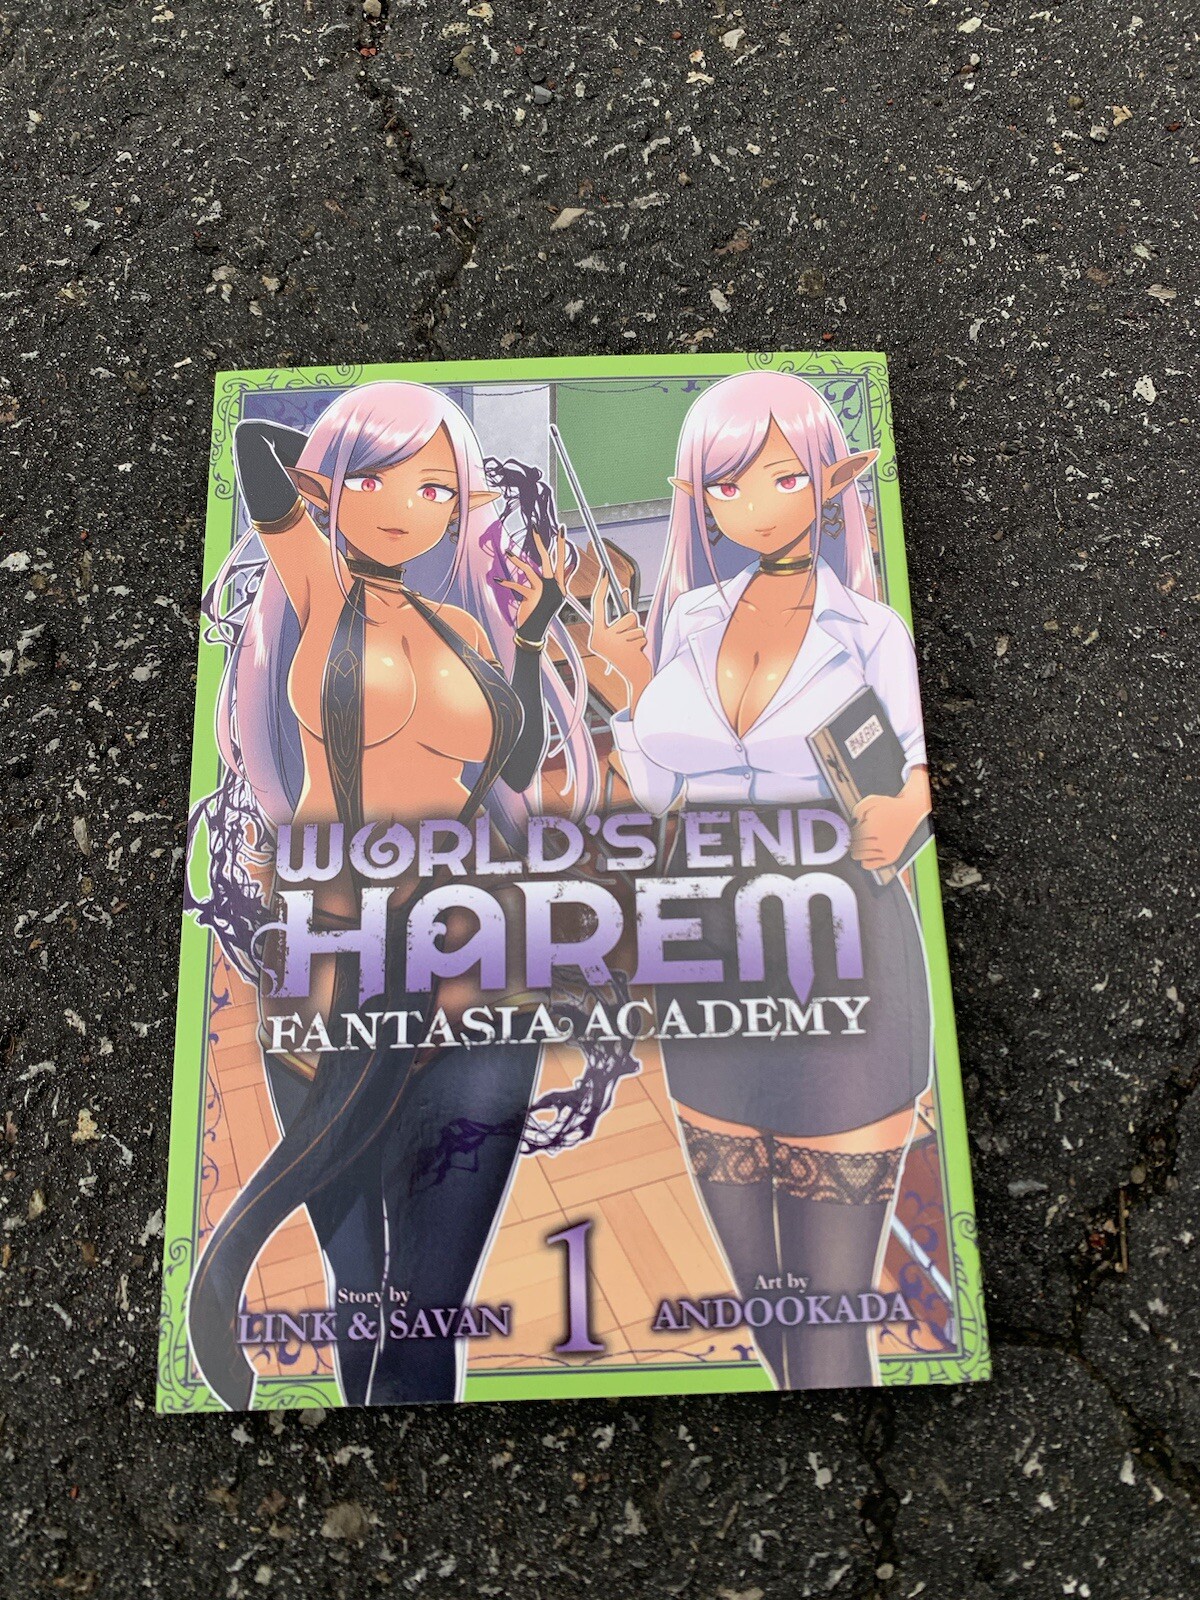 WORLD'S END
HAREM
FANTASIA ACADEMY
1
Story by
LINK & SAVAN
Art by
ANDOOKADA